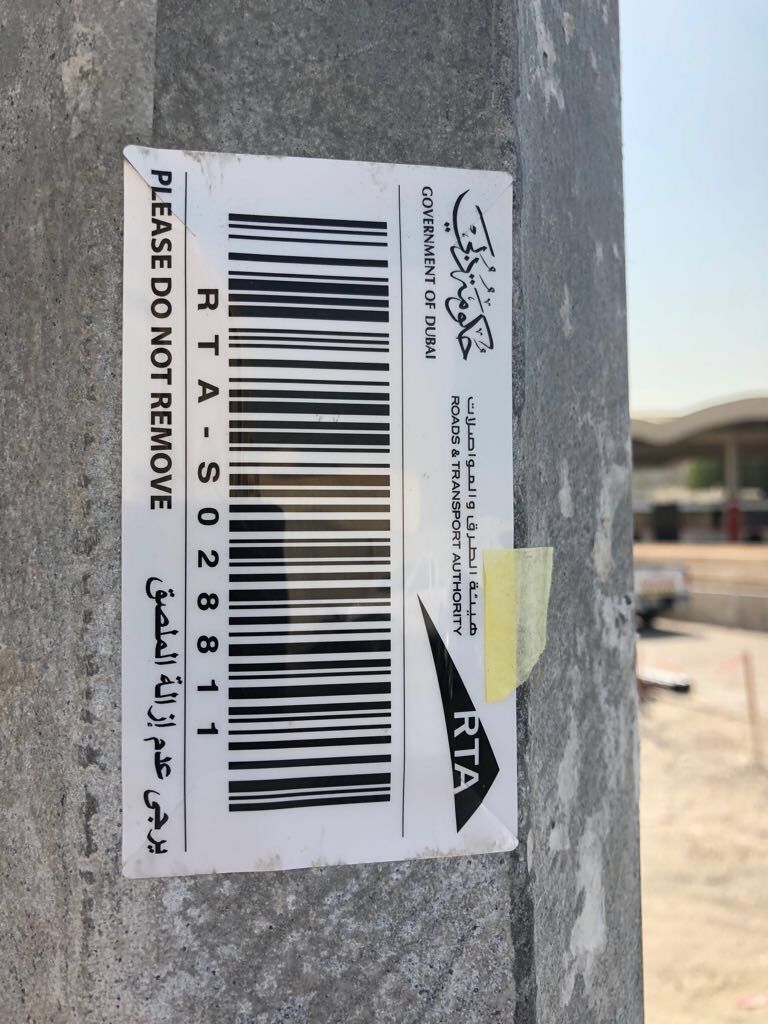 حكومة دبي
GOVERNMENT OF DUBAI
هيئة الطرق والمواصلات
ROADS & TRANSPORT AUTHORITY
RTA
RTA-S028811
PLEASE DO NOT REMOVE يرجى عدم إزالة الملصق